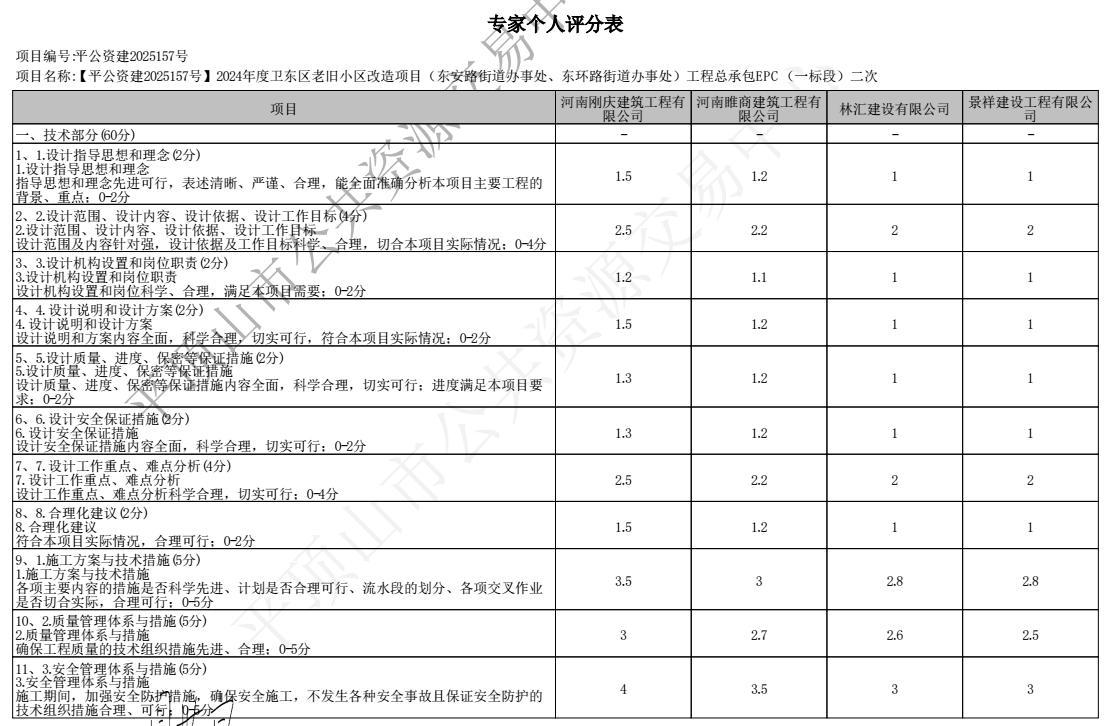 专家个人评分表
项目编号:平公资建2025157号
项目名称:【平公资建2025157号】2024年度卫东区老旧小区改造项目（东安路街道办事处、东环路街道办事处）工程总承包EPC（一标段）二次
项目 河南刚庆建筑工程有限公司 河南睢商建筑工程有限公司 林汇建设有限公司 景祥建设工程有限公司
一、技术部分(60分) - - - -
1、1.设计指导思想和理念(2分)
1.设计指导思想和理念
指导思想和理念先进可行，表述清晰、严谨、合理，能全面准确分析本项目主要工程的
背景、重点；0-2分
1.5 1.2 1 1
2、2.设计范围、设计内容、设计依据、设计工作目标(4分)
2.设计范围、设计内容、设计依据、设计工作目标
设计范围及内容针对强，设计依据及工作目标科学、合理，切合本项目实际情况；0-4分
2.5 2.2 2 2
3、3.设计机构设置和岗位职责(2分)
3.设计机构设置和岗位职责
设计机构设置和岗位科学、合理，满足本项目需要；0-2分
1.2 1.1 1 1
4、4.设计说明和设计方案(2分)
4.设计说明和设计方案
设计说明和方案内容全面，科学合理，切实可行，符合本项目实际情况；0-2分
1.5 1.2 1 1
5、5.设计质量、进度、保密等保证措施(2分)
5.设计质量、进度、保密等保证措施
设计质量、进度、保密等保证措施内容全面，科学合理，切实可行；进度满足本项目要
求；0-2分
1.3 1.2 1 1
6、6.设计安全保证措施(2分)
6.设计安全保证措施
设计安全保证措施内容全面，科学合理，切实可行；0-2分
1.3 1.2 1 1
7、7.设计工作重点、难点分析(4分)
7.设计工作重点、难点分析
设计工作重点、难点分析科学合理，切实可行；0-4分
2.5 2.2 2 2
8、8.合理化建议(2分)
8.合理化建议
符合本项目实际情况，合理可行；0-2分
1.5 1.2 1 1
9、1.施工方案与技术措施(5分)
1.施工方案与技术措施
各项主要内容的措施是否科学先进、计划是否合理可行、流水段的划分、各项交叉作业
是否切合实际，合理可行；0-5分
3.5 3 2.8 2.8
10、2.质量管理体系与措施(5分)
2.质量管理体系与措施
确保工程质量的技术组织措施先进、合理；0-5分
3 2.7 2.6 2.5
11、3.安全管理体系与措施(5分)
3.安全管理体系与措施
施工期间，加强安全防护措施，确保安全施工，不发生各种安全事故且保证安全防护的
技术组织措施合理、可行；0-5分
4 3.5 3 3
平顶山市公共资源交易中
平顶山市公共资源交易中